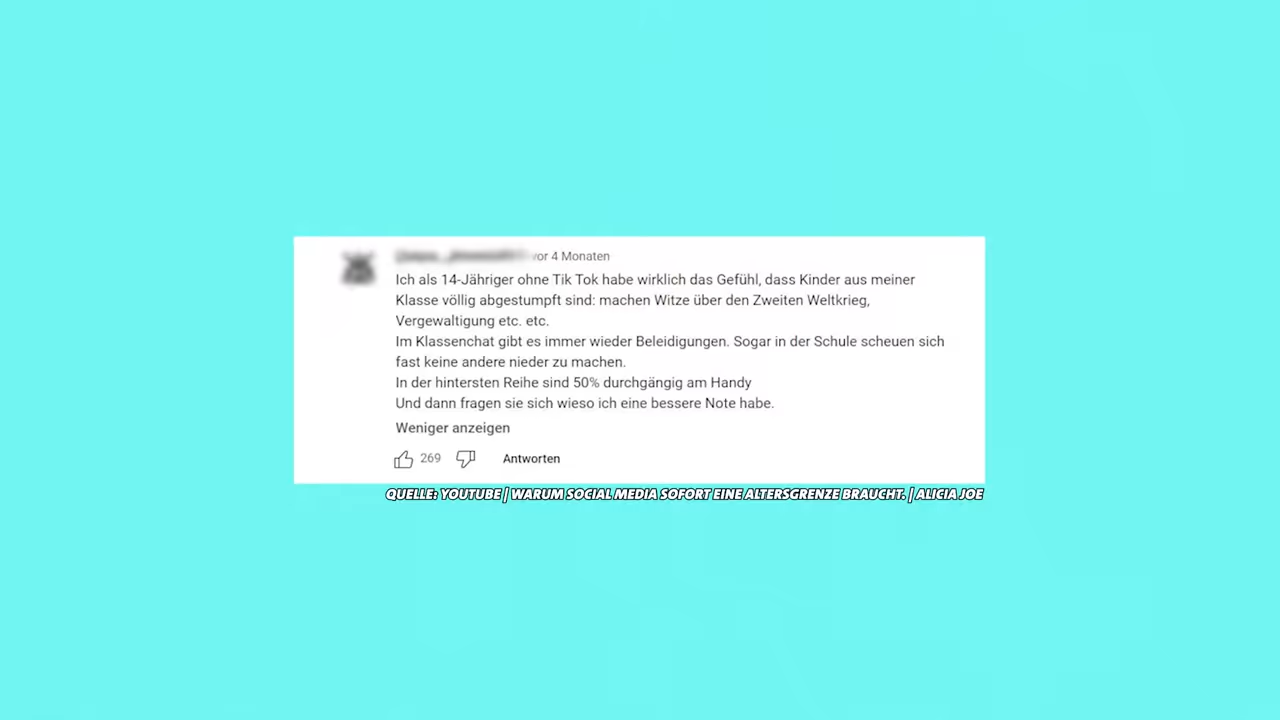 vor 4 Monaten
Ich als 14-Jähriger ohne Tik Tok habe wirklich das Gefühl, dass Kinder aus meiner
Klasse völlig abgestumpft sind: machen Witze über den Zweiten Weltkrieg,
Vergewaltigung etc. etc.
Im Klassenchat gibt es immer wieder Beleidigungen. Sogar in der Schule scheuen sich
fast keine andere nieder zu machen.
In der hintersten Reihe sind 50% durchgängig am Handy
Und dann fragen sie sich wieso ich eine bessere Note habe.
Weniger anzeigen
269 Antworten
QUELLE: YOUTUBE | WARUM SOCIAL MEDIA SOFORT EINE ALTERSGRENZE BRAUCHT. | ALICIA JOE